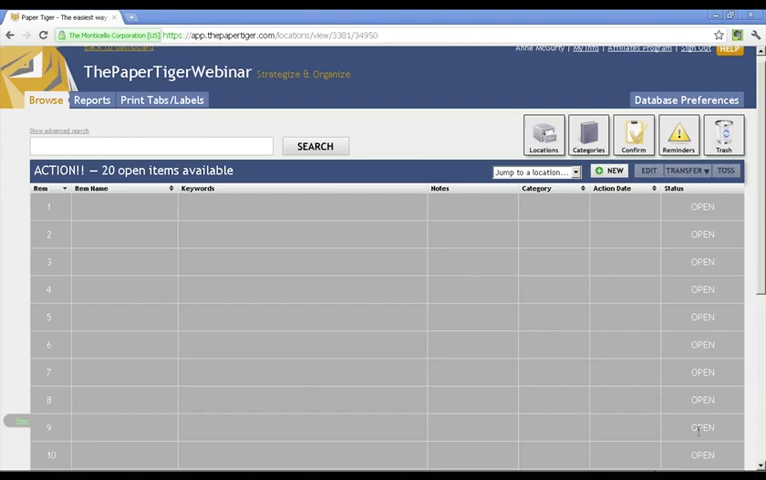 Paper Tiger - The easiest way
The Monticello Corporation [US] https://app.thepapertiger.com/locations/view/3381/34950
Back to dashboard Anne McGurty | My Info | Affiliates Program | Sign Out HELP
ThePaperTigerWebinar Strategize & Organize
Browse Reports Print Tabs/Labels Database Preferences
Show advanced search
SEARCH Locations Categories Confirm Reminders Trash
ACTION!! — 20 open items available Jump to a location... NEW EDIT TRANSFER TOSS
Item Item Name Keywords Notes Category Action Date Status
1 OPEN
2 OPEN
3 OPEN
4 OPEN
5 OPEN
6 OPEN
7 OPEN
8 OPEN
9 OPEN
10 OPEN